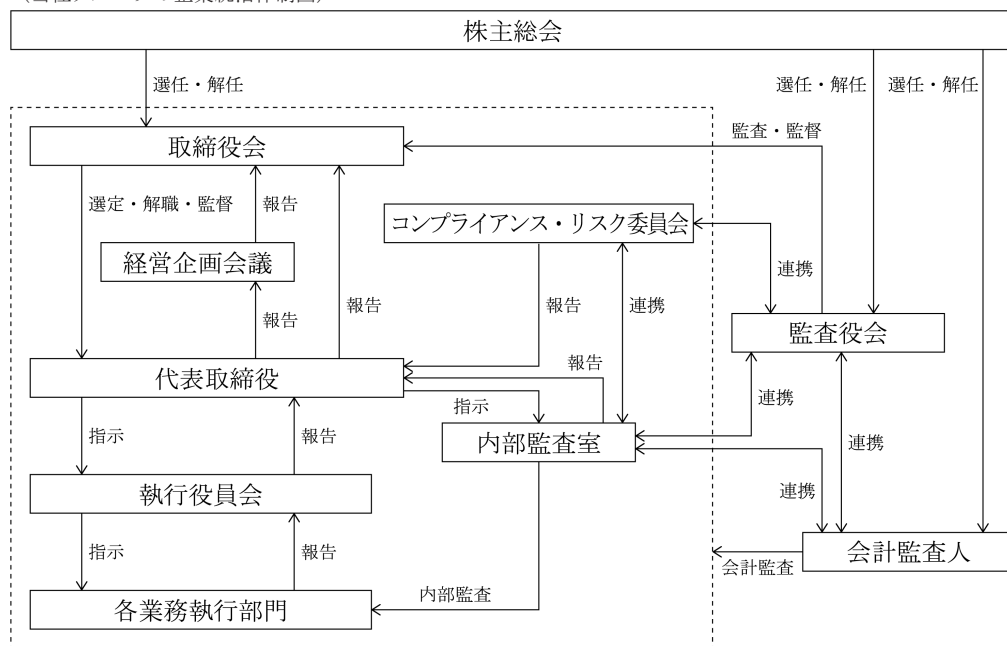 株主総会
選任・解任
選任・解任
選任・解任
取締役会
監査・監督
選定・解職・監督
報告
コンプライアンス・リスク委員会
経営企画会議
連携
報告
報告
連携
報告
監査役会
代表取締役
報告
指示
連携
内部監査室
指示
報告
連携
執行役員会
連携
指示
報告
会計監査人
会計監査
各業務執行部門
内部監査